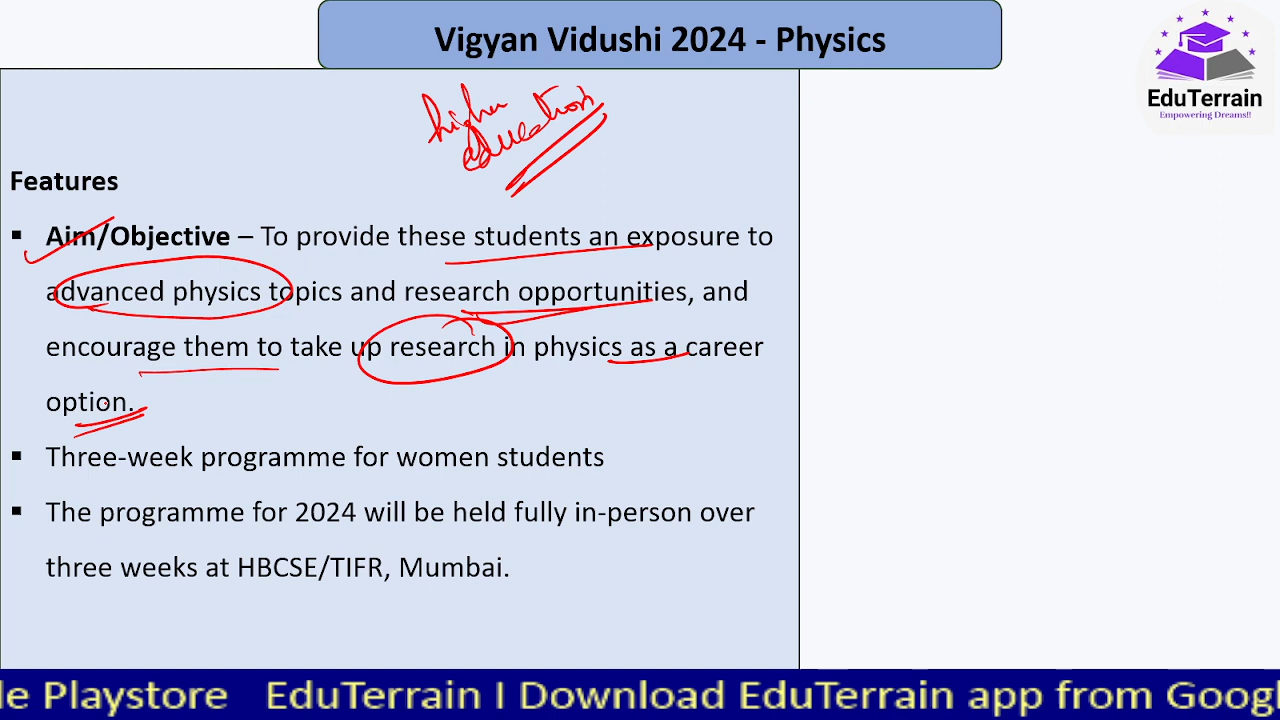 Vigyan Vidushi 2024 - Physics
EduTerrain
Empowering Dreams!!
higher
education
Features
▪ Aim/Objective – To provide these students an exposure to
advanced physics topics and research opportunities, and
encourage them to take up research in physics as a career
option.
▪ Three-week programme for women students
▪ The programme for 2024 will be held fully in-person over
three weeks at HBCSE/TIFR, Mumbai.
le Playstore EduTerrain I Download EduTerrain app from Goog